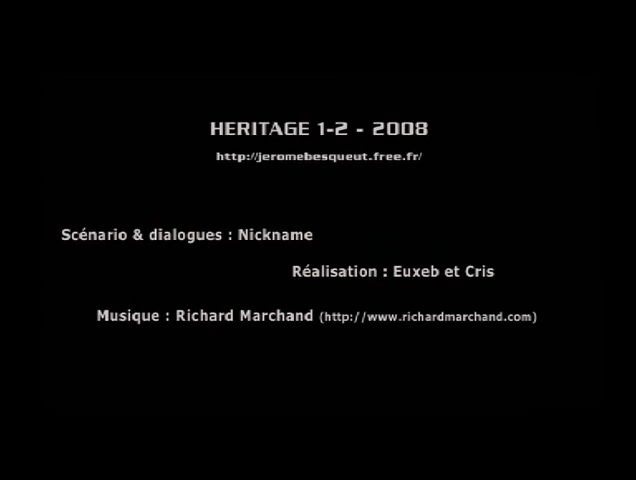 HERITAGE 1-2 - 2008
http://jeromebesqueut.free.fr/
Scénario & dialogues : Nickname
Réalisation : Euxeb et Cris
Musique : Richard Marchand (http://www.richardmarchand.com)